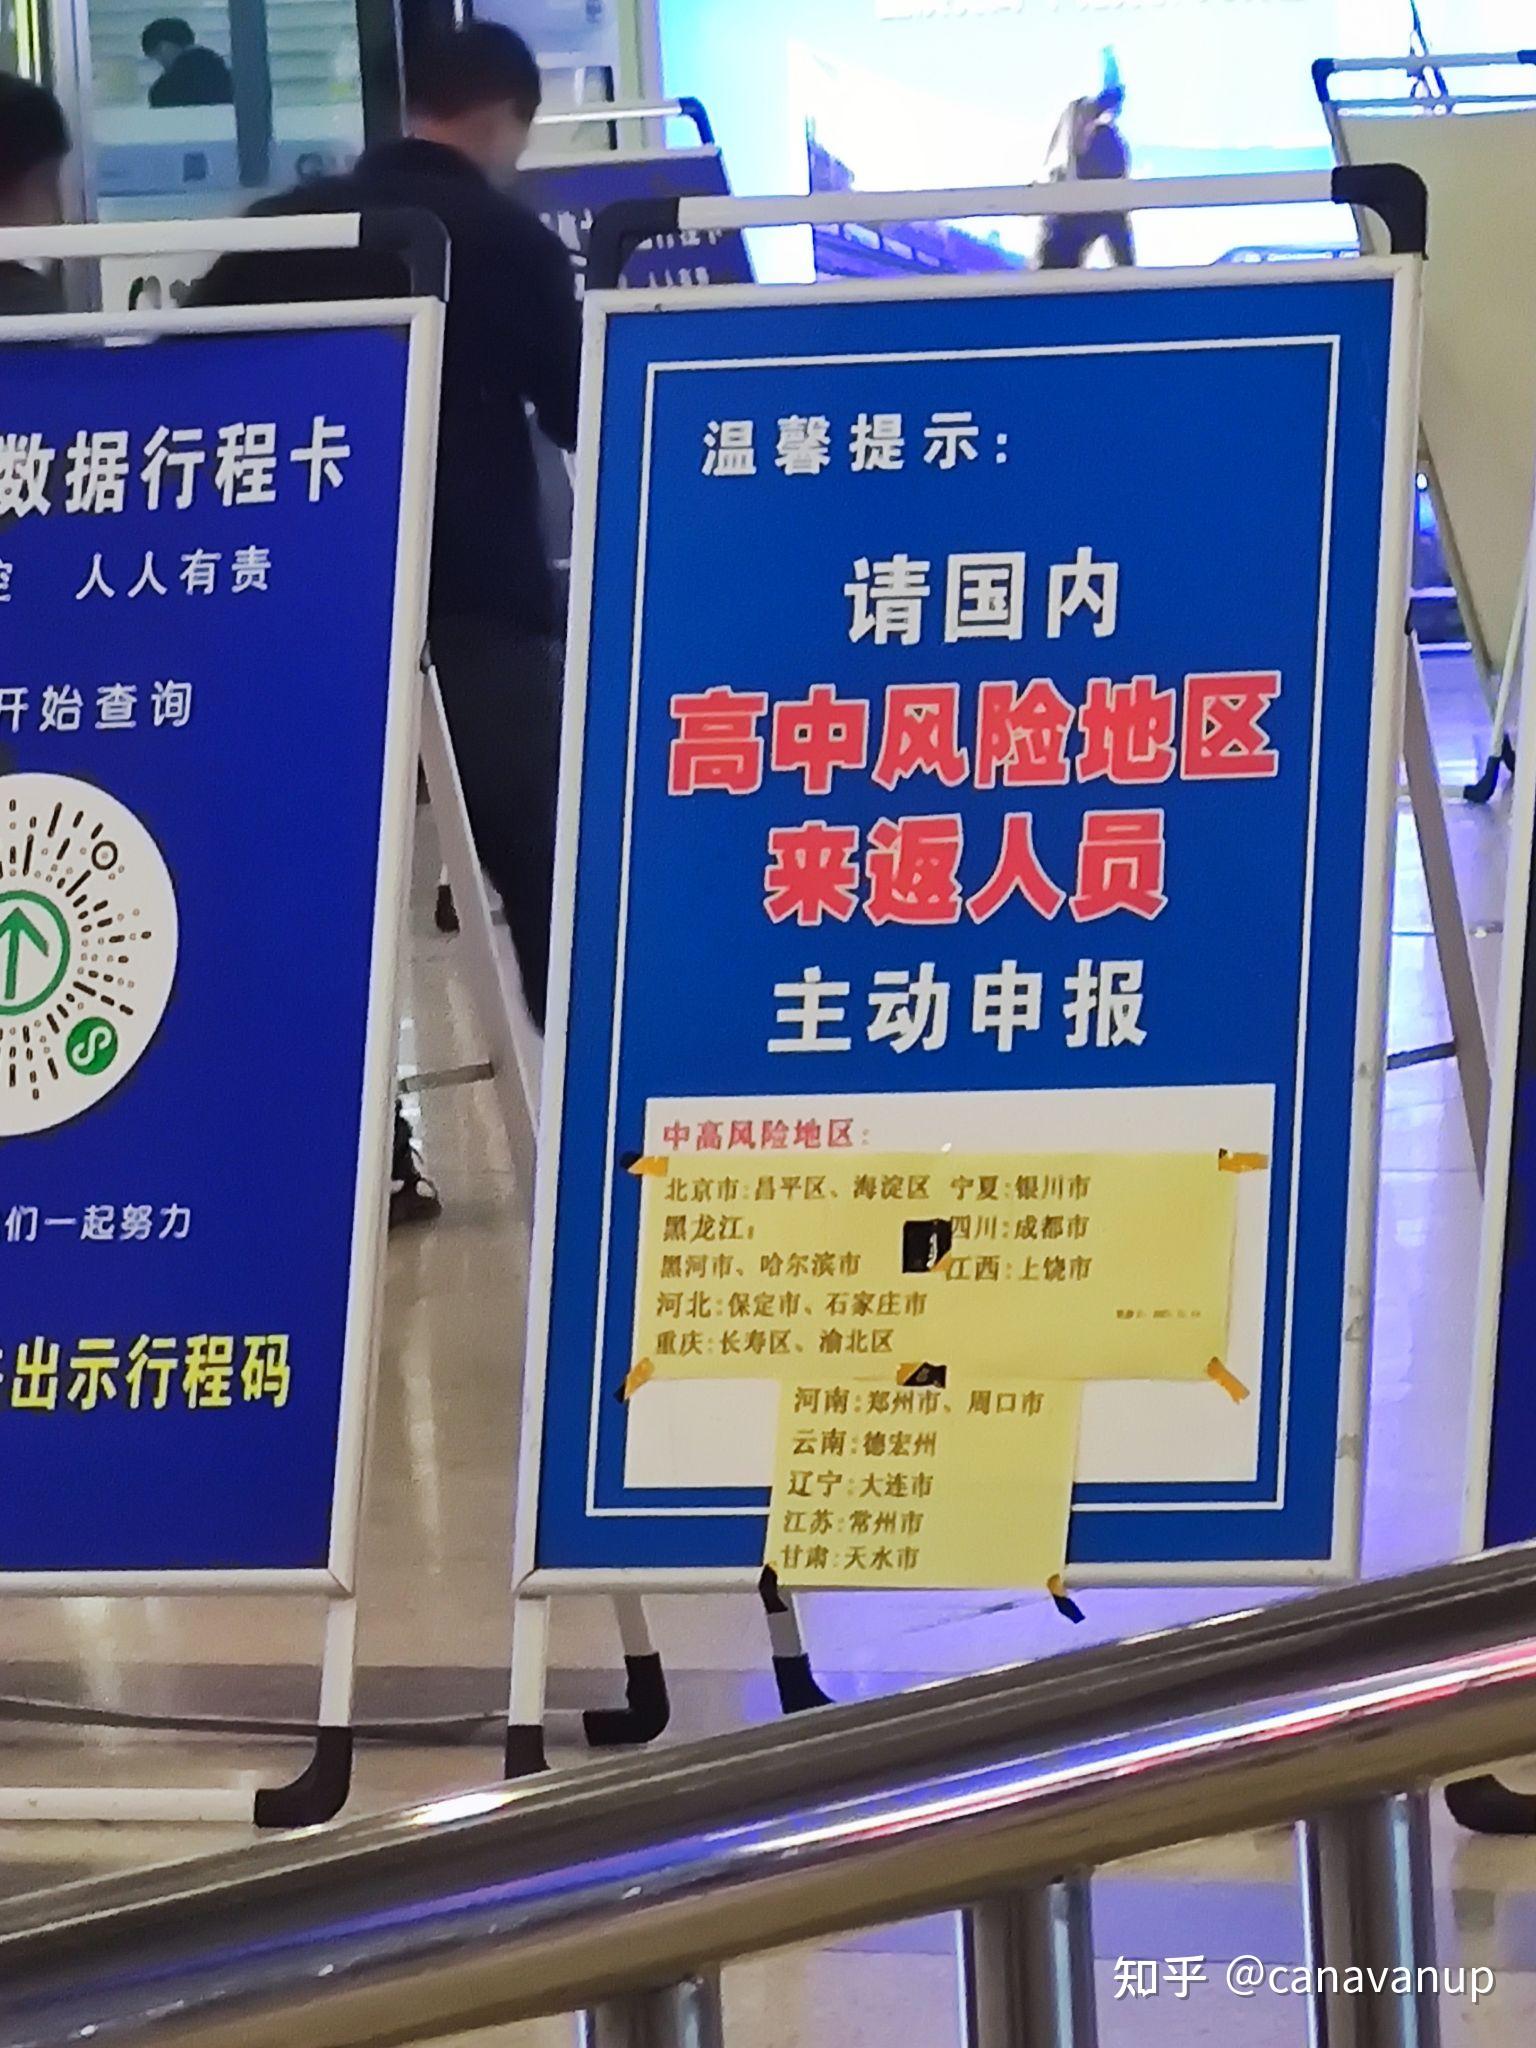 数据行程卡
人人有责
开始查询
们一起努力
出示行程码
温馨提示:
请国内
高中风险地区
来返人员
主动申报
中高风险地区:
北京市:昌平区、海淀区 宁夏:银川市
黑龙江: 四川:成都市
黑河市、哈尔滨市 江西:上饶市
河北:保定市、石家庄市
重庆:长寿区、渝北区
河南:郑州市、周口市
云南:德宏州
辽宁:大连市
江苏:常州市
甘肃:天水市
人人有责
知乎 @canavanup